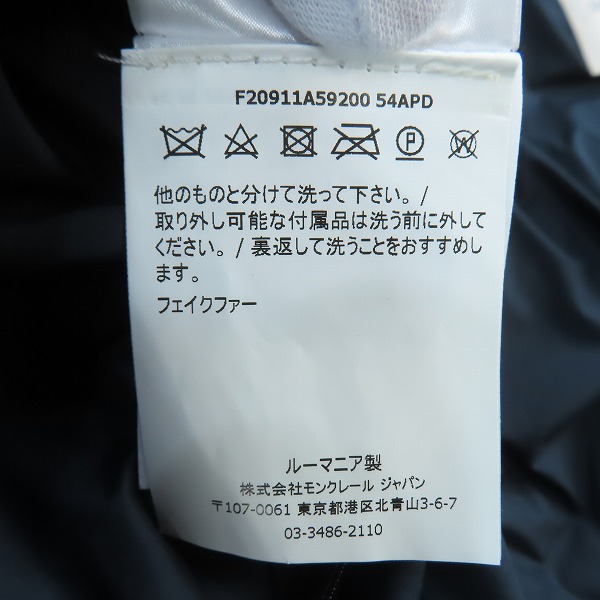 F20911A59200 54APD
P W
他のものと分けて洗って下さい。/
取り外し可能な付属品は洗う前に外して
ください。/ 裏返して洗うことをおすすめし
ます。
フェイクファー
ルーマニア製
株式会社モンクレール ジャパン
〒107-0061 東京都港区北青山3-6-7
03-3486-2110